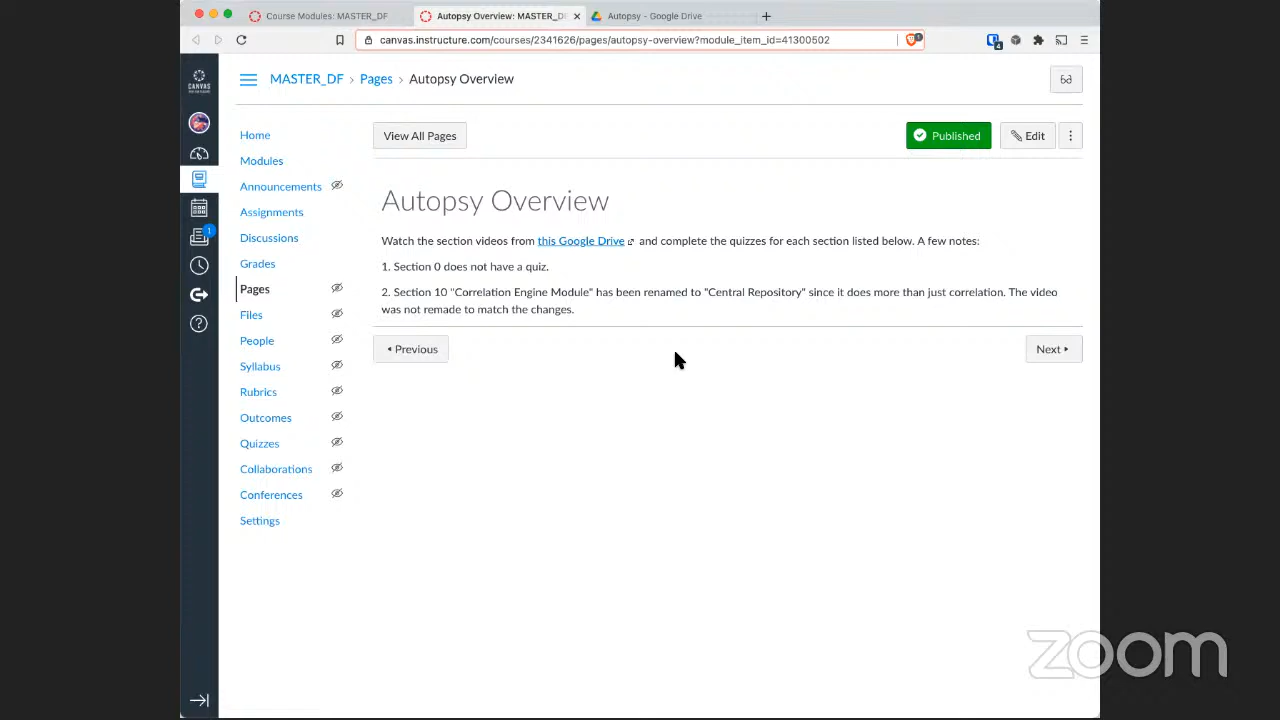 Course Modules: MASTER_DF
Autopsy Overview: MASTER_D
Autopsy - Google Drive
canvas.instructure.com/courses/2341626/pages/autopsy-overview?module_item_id=41300502
1
4
CANVAS
MASTER_DF › Pages › Autopsy Overview
Home
Modules
Announcements
Assignments
Discussions
Grades
Pages
Files
People
Syllabus
Rubrics
Outcomes
Quizzes
Collaborations
Conferences
Settings
1
View All Pages
Published
Edit
Autopsy Overview
Watch the section videos from this Google Drive and complete the quizzes for each section listed below. A few notes:
1. Section 0 does not have a quiz.
2. Section 10 "Correlation Engine Module" has been renamed to "Central Repository" since it does more than just correlation. The video
was not remade to match the changes.
Previous
Next
zoom